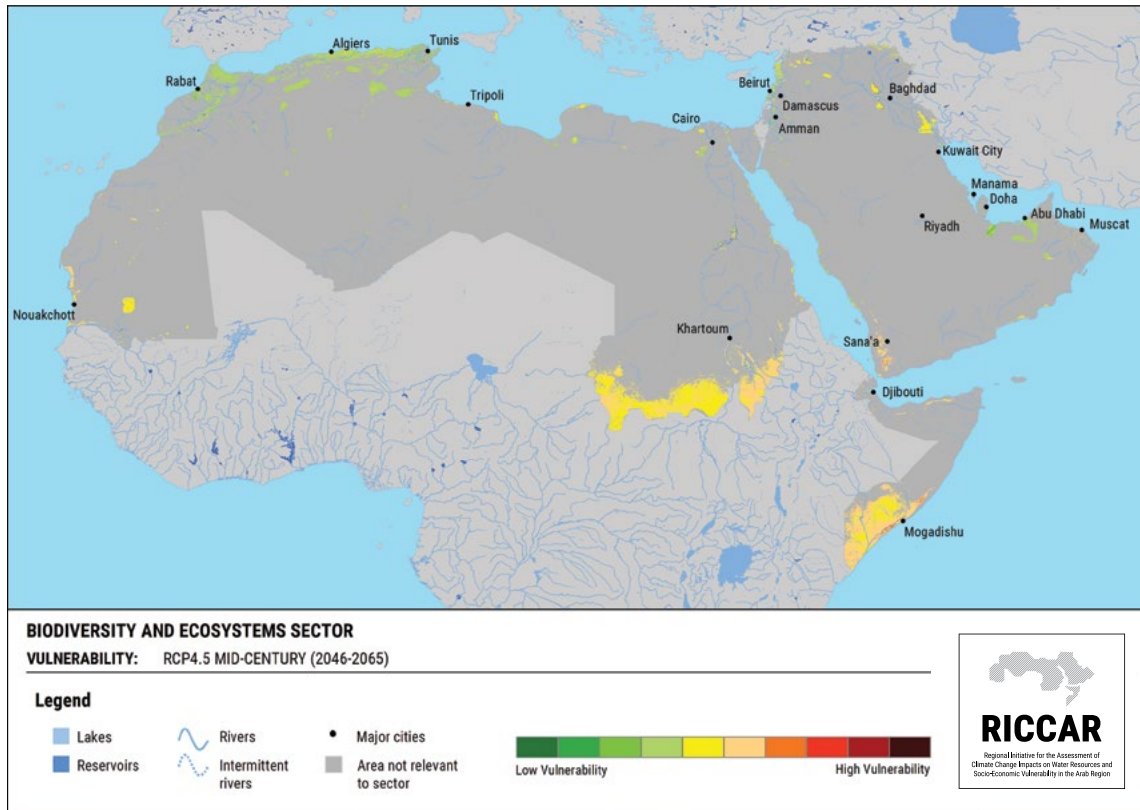 Algiers
Tunis
Rabat
Tripoli
Beirut
Baghdad
Damascus
Cairo
Amman
Kuwait City
Manama
Doha
Abu Dhabi
Riyadh
Muscat
Nouakchott
Khartoum
Sana'a
Djibouti
Mogadishu
BIODIVERSITY AND ECOSYSTEMS SECTOR
VULNERABILITY: RCP4.5 MID-CENTURY (2046-2065)
Legend
Lakes
Reservoirs
Rivers
Intermittent
rivers
Major cities
Area not relevant
to sector
Low Vulnerability
High Vulnerability
RICCAR
Regional Initiative for the Assessment of
Climate Change Impacts on Water Resources and
Socio-Economic Vulnerability in the Arab Region